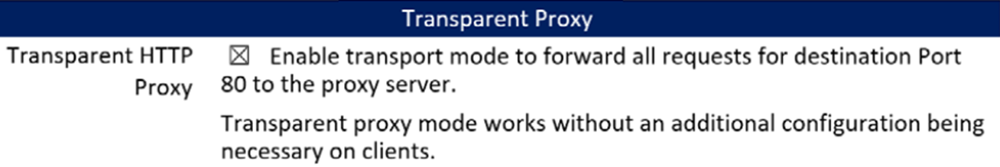 Transparent Proxy
Transparent HTTP Proxy
☒ Enable transport mode to forward all requests for destination Port
80 to the proxy server.
Transparent proxy mode works without an additional configuration being
necessary on clients.